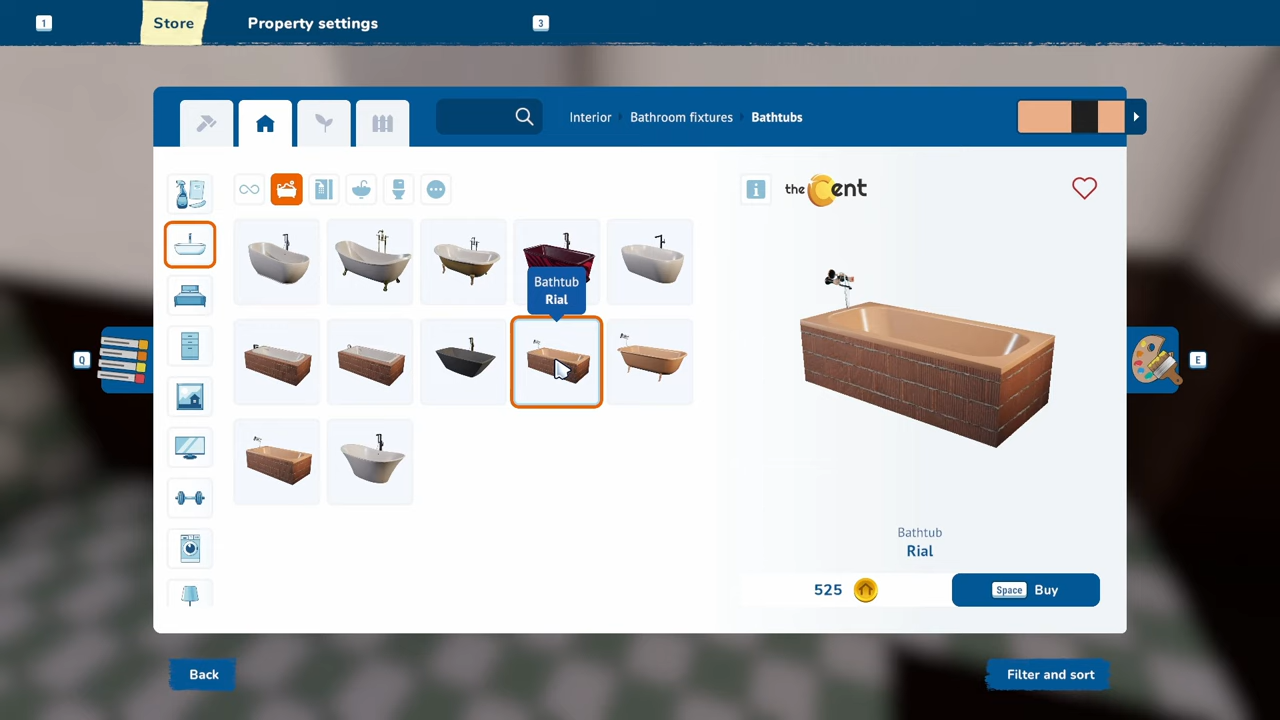 1
Store
Property settings
3
Interior
Bathroom fixtures
Bathtubs
the Cent
Bathtub
Rial
Q
E
Bathtub
Rial
525
Space
Buy
Back
Filter and sort